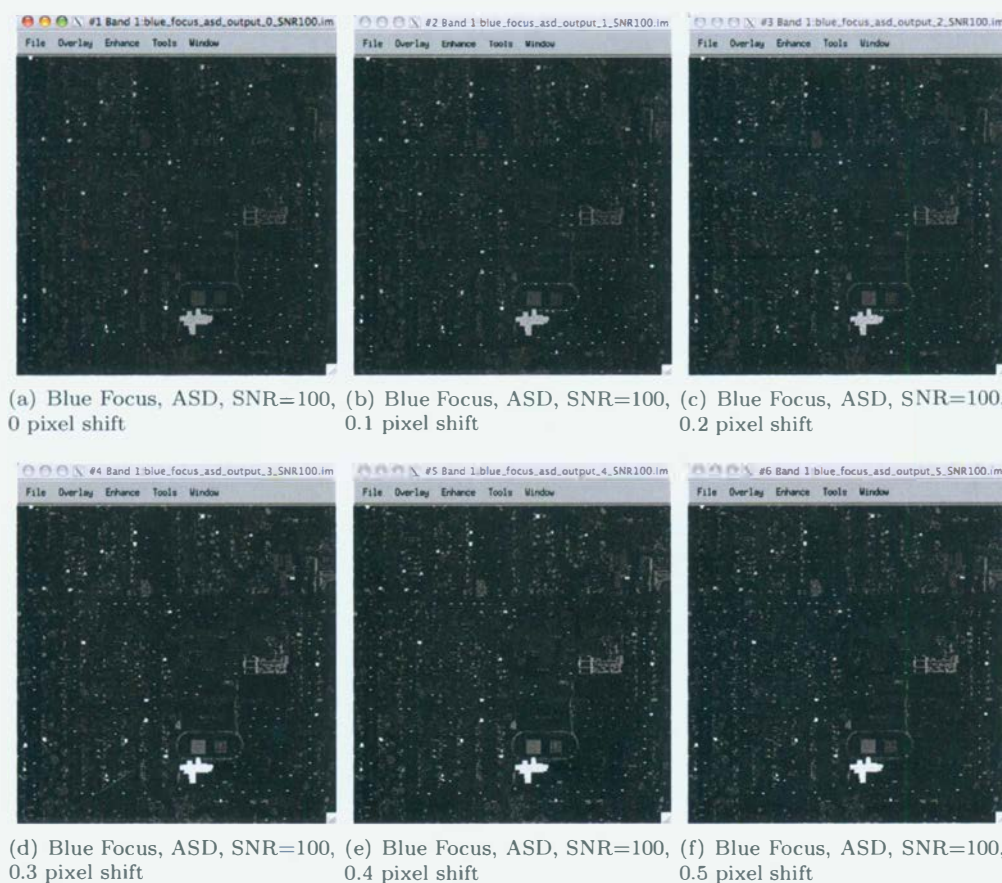 #1 Band 1:blue_focus_asd_output_0_SNR100.im
File Overlay Enhance Tools Window
#2 Band 1:blue_focus_asd_output_1_SNR100.im
File Overlay Enhance Tools Window
#3 Band 1:blue_focus_asd_output_2_SNR100.im
File Overlay Enhance Tools Window
(a) Blue Focus, ASD, SNR=100,
0 pixel shift
(b) Blue Focus, ASD, SNR=100,
0.1 pixel shift
(c) Blue Focus, ASD, SNR=100,
0.2 pixel shift
#4 Band 1:blue_focus_asd_output_3_SNR100.im
File Overlay Enhance Tools Window
#5 Band 1:blue_focus_asd_output_4_SNR100.im
File Overlay Enhance Tools Window
#6 Band 1:blue_focus_asd_output_5_SNR100.im
File Overlay Enhance Tools Window
(d) Blue Focus, ASD, SNR=100,
0.3 pixel shift
(e) Blue Focus, ASD, SNR=100,
0.4 pixel shift
(f) Blue Focus, ASD, SNR=100,
0.5 pixel shift